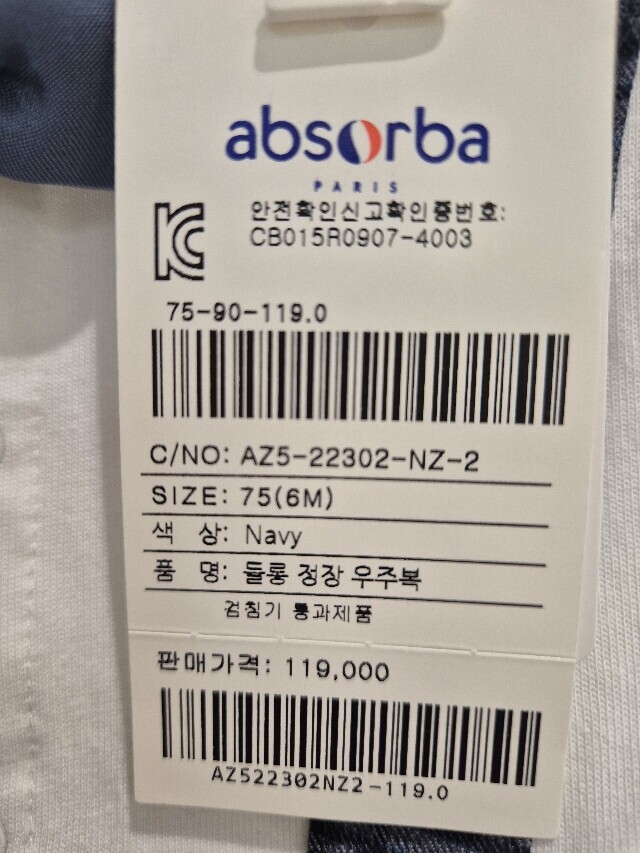 absorba
PARIS
안전확인신고확인증번호:
CB015R0907-4003
75-90-119.0
C/NO: AZ5-22302-NZ-2
SIZE: 75(6M)
색 상: Navy
품 명: 들롱 정장 우주복
검침기 통과제품
판매가격: 119,000
AZ522302NZ2-119.0